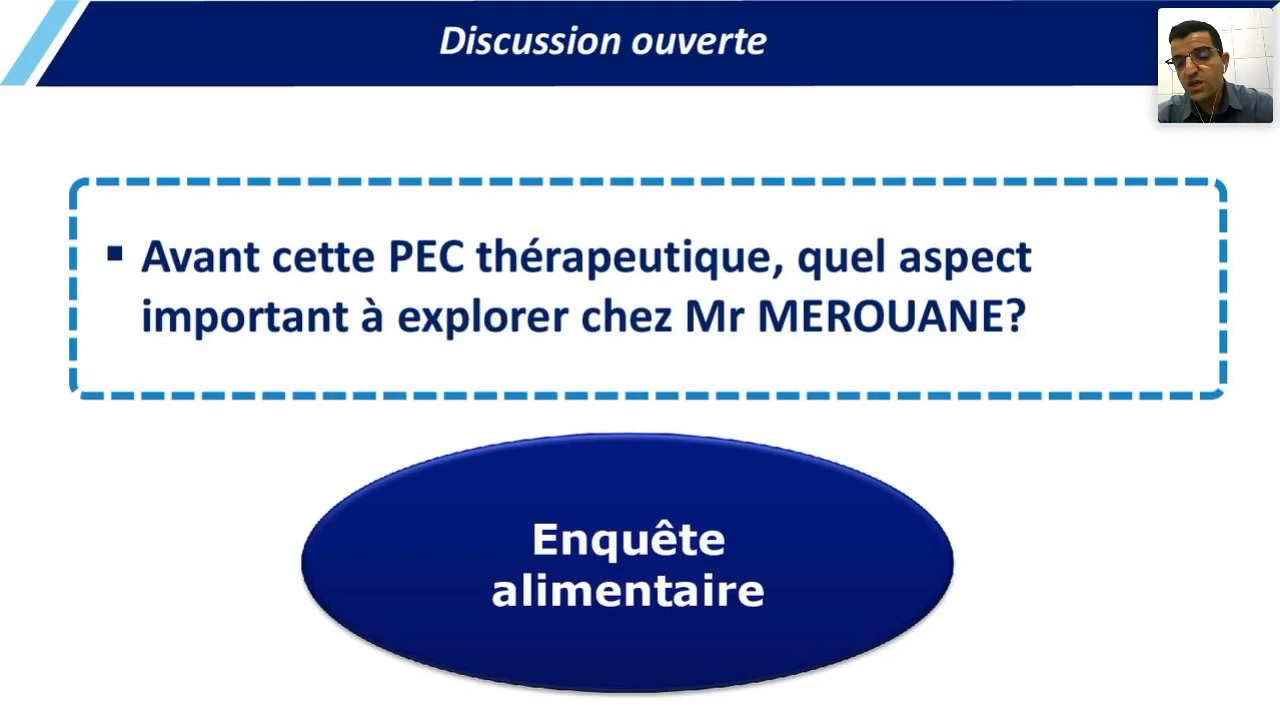 Discussion ouverte
▪ Avant cette PEC thérapeutique, quel aspect
important à explorer chez Mr MEROUANE?
Enquête
alimentaire